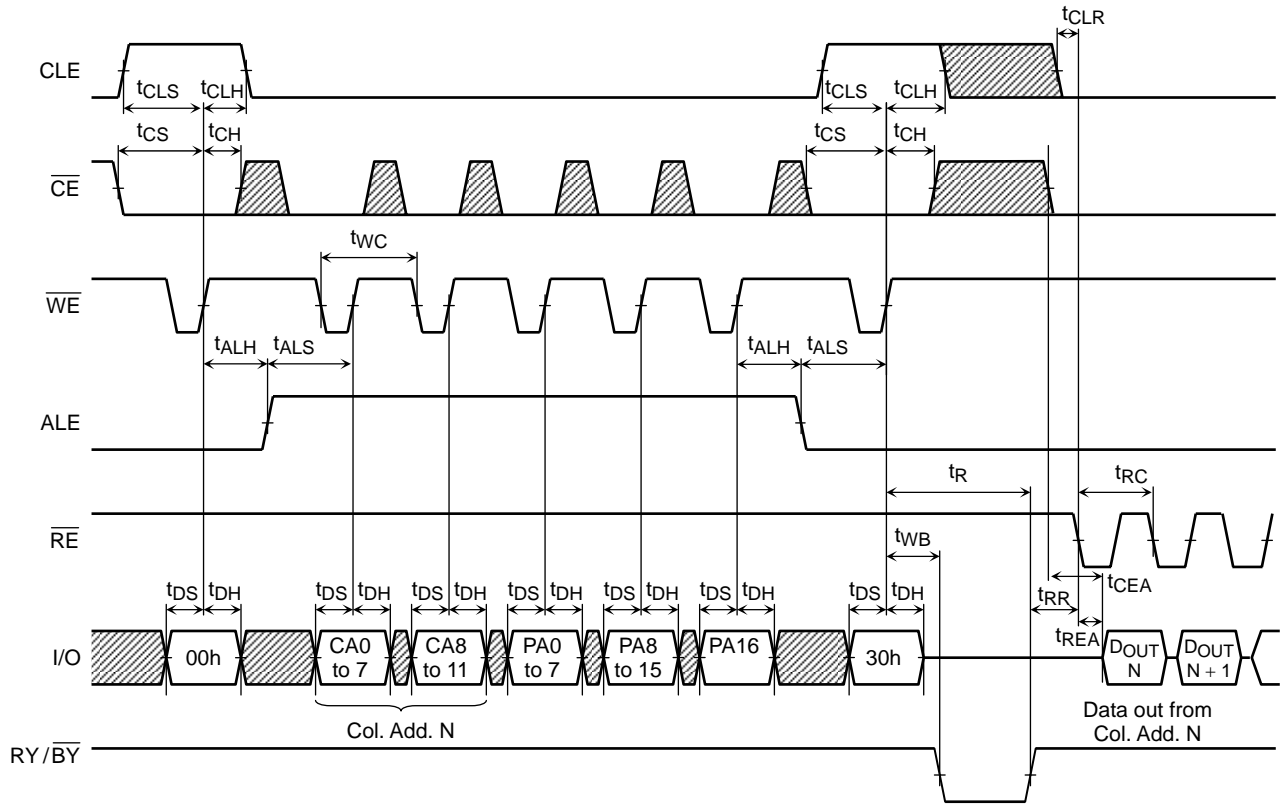 tCLR
CLE
tCLS tCLH tCLS tCLH
tCS tCH tCS tCH
CE
tWC
WE
tALH tALS tALH tALS
ALE
tR tRC
RE
tWB
tCEA
tDS tDH tDS tDH tDS tDH tDS tDH tDS tDH tDS tDH tDS tDH tRR
tREA
I/O 00h CA0 to 7 CA8 to 11 PA0 to 7 PA8 to 15 PA16 30h DOUT N DOUT N + 1
Col. Add. N
Data out from
Col. Add. N
RY/BY